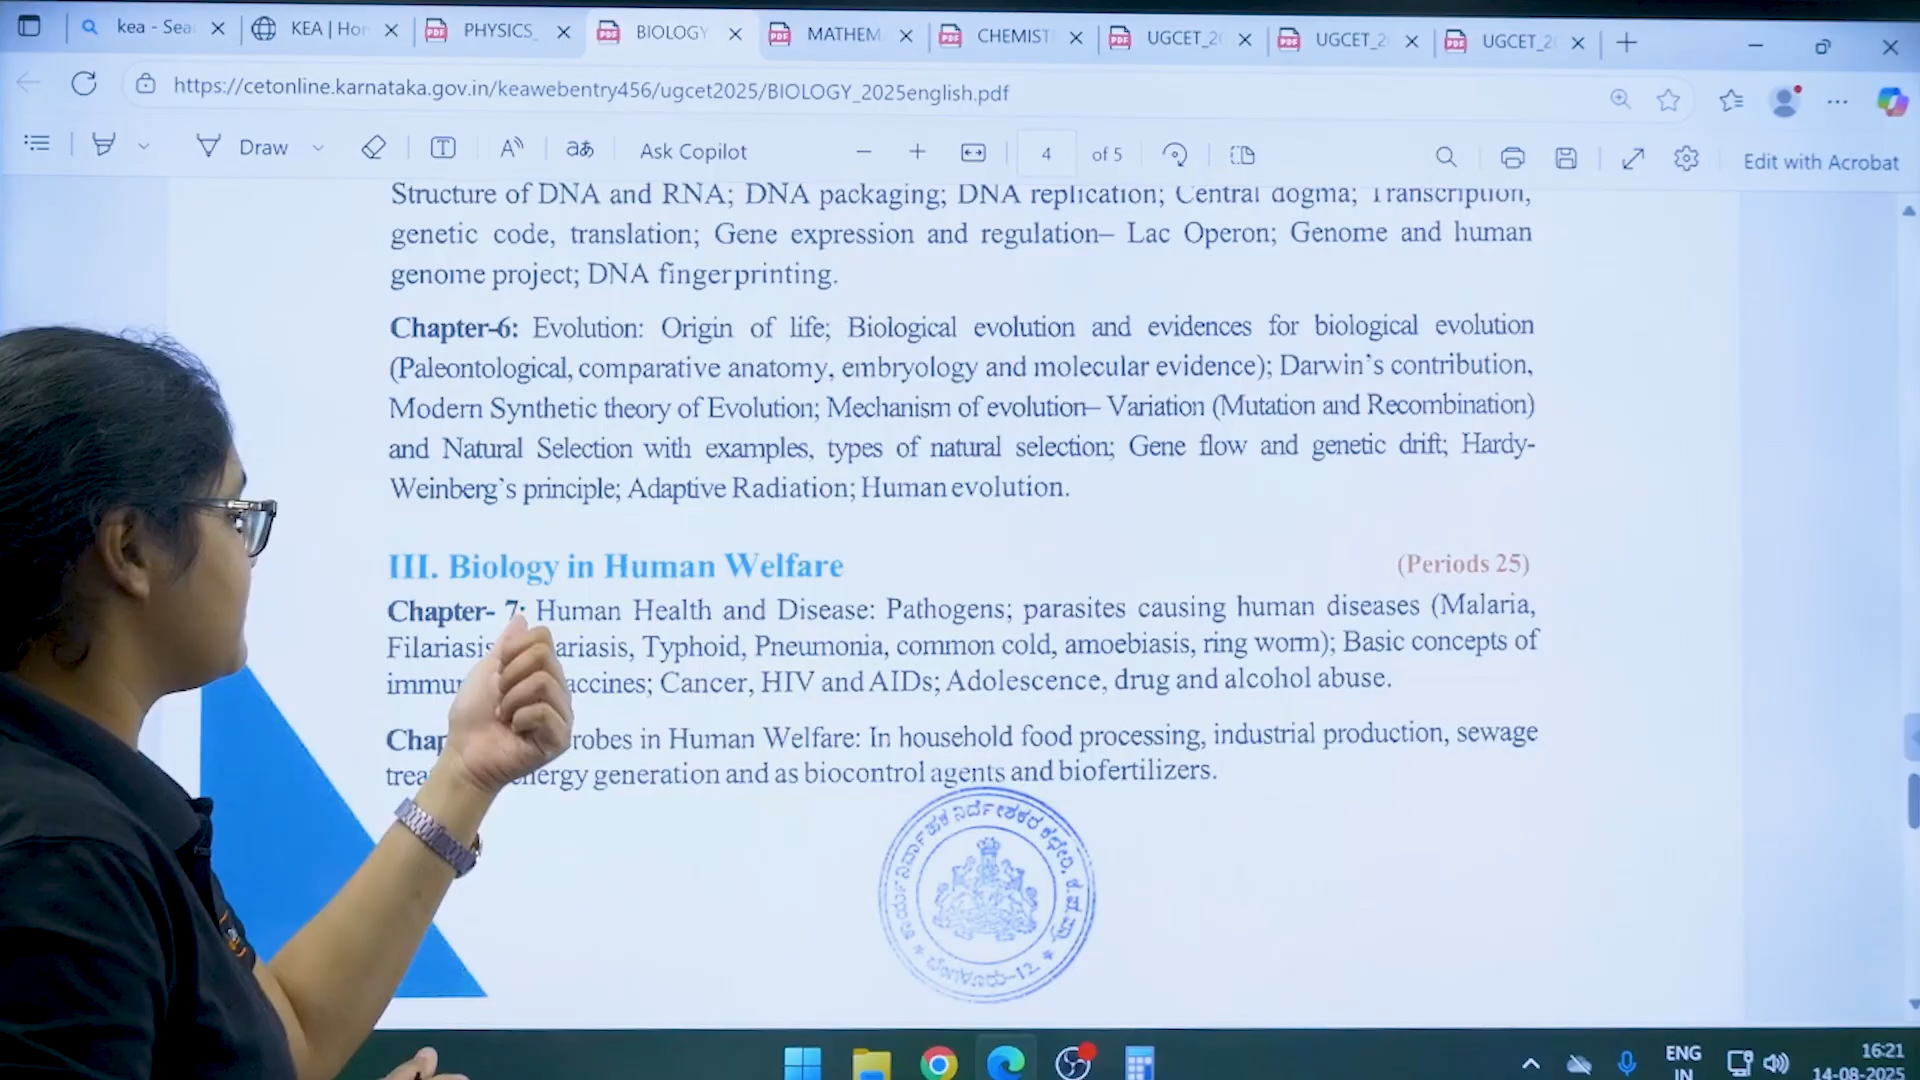 kea - Sea
KEA | Hon
PHYSICS_
BIOLOGY
MATHEM
CHEMIST
UGCET_20
UGCET_2
UGCET_20
https://cetonline.karnataka.gov.in/keawebentry456/ugcet2025/BIOLOGY_2025english.pdf
Draw
aあ
Ask Copilot
4 of 5
Edit with Acrobat
Structure of DNA and RNA; DNA packaging; DNA replication; Central dogma; Transcription,
genetic code, translation; Gene expression and regulation– Lac Operon; Genome and human
genome project; DNA fingerprinting.
Chapter-6: Evolution: Origin of life; Biological evolution and evidences for biological evolution
(Paleontological, comparative anatomy, embryology and molecular evidence); Darwin's contribution,
Modern Synthetic theory of Evolution; Mechanism of evolution– Variation (Mutation and Recombination)
and Natural Selection with examples, types of natural selection; Gene flow and genetic drift; Hardy-
Weinberg's principle; Adaptive Radiation; Human evolution.
III. Biology in Human Welfare (Periods 25)
Chapter- 7: Human Health and Disease: Pathogens; parasites causing human diseases (Malaria,
Filariasis ariasis, Typhoid, Pneumonia, common cold, amoebiasis, ring worm); Basic concepts of
immu accines; Cancer, HIV and AIDs; Adolescence, drug and alcohol abuse.
Chap robes in Human Welfare: In household food processing, industrial production, sewage
trea energy generation and as biocontrol agents and biofertilizers.
ಬೆಂಗಳೂರು-12.
ENG
IN
16:21
14-08-2025